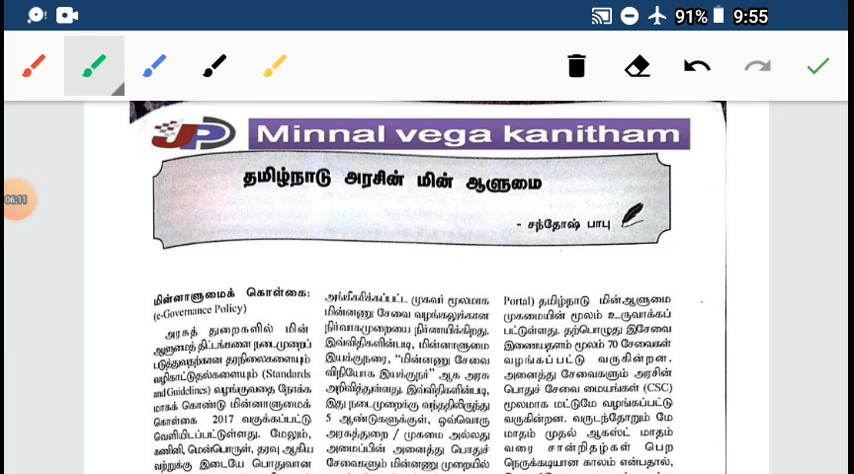 91% 9:55
06:11
JP Minnal vega kanitham
தமிழ்நாடு அரசின் மின் ஆளுமை
- சந்தோஷ் பாபு
மின்னாளுமைக் கொள்கை:
(e-Governance Policy)
அரசுத் துறைகளில் மின்
ஆளுமைத் திட்டங்களை நடைமுறைப்
படுத்துவதற்கான தரநிலைகளையும்
வழிகாட்டுதல்களையும் (Standards
and Guidelines) வழங்குவதை நோக்க
மாகக் கொண்டு மின்னாளுமைக்
கொள்கை 2017 வகுக்கப்பட்டு
வெளியிடப்பட்டுள்ளது. மேலும்,
கணினி, மென்பொருள், தரவு ஆகிய
வற்றுக்கு இடையே பொதுவான
அங்கீகரிக்கப்பட்ட முகவர் மூலமாக
மின்னணு சேவை வழங்கலுக்கான
நிர்வாகமுறையை நிர்ணயிக்கிறது.
இவ்விதிகளின்படி, மின்னாளுமை
இயக்குநரை, “மின்னணு சேவை
விநியோக இயக்குநர்” ஆக அரசு
அறிவித்துள்ளது. இவ்விதிகளின்படி,
இது நடைமுறைக்கு வந்ததிலிருந்து
5 ஆண்டுகளுக்குள், ஒவ்வொரு
அரசுத்துறை / முகமை அல்லது
அமைப்பின் அனைத்து பொதுச்
சேவைகளும் மின்னணு முறையில்
Portal) தமிழ்நாடு மின்ஆளுமை
முகமையின் மூலம் உருவாக்கப்
பட்டுள்ளது. தற்பொழுது இசேவை
இணையதளம் மூலம் 70 சேவைகள்
வழங்கப்பட்டு வருகின்றன.
அனைத்து சேவைகளும் அரசின்
பொதுச் சேவை மையங்கள் (CSC)
மூலமாக மட்டுமே வழங்கப்பட்டு
வருகின்றன. வருடந்தோறும் மே
மாதம் முதல் ஆகஸ்ட் மாதம்
வரை சான்றிதழ்கள் பெற
நெருக்கடியான காலம் என்பதால்,